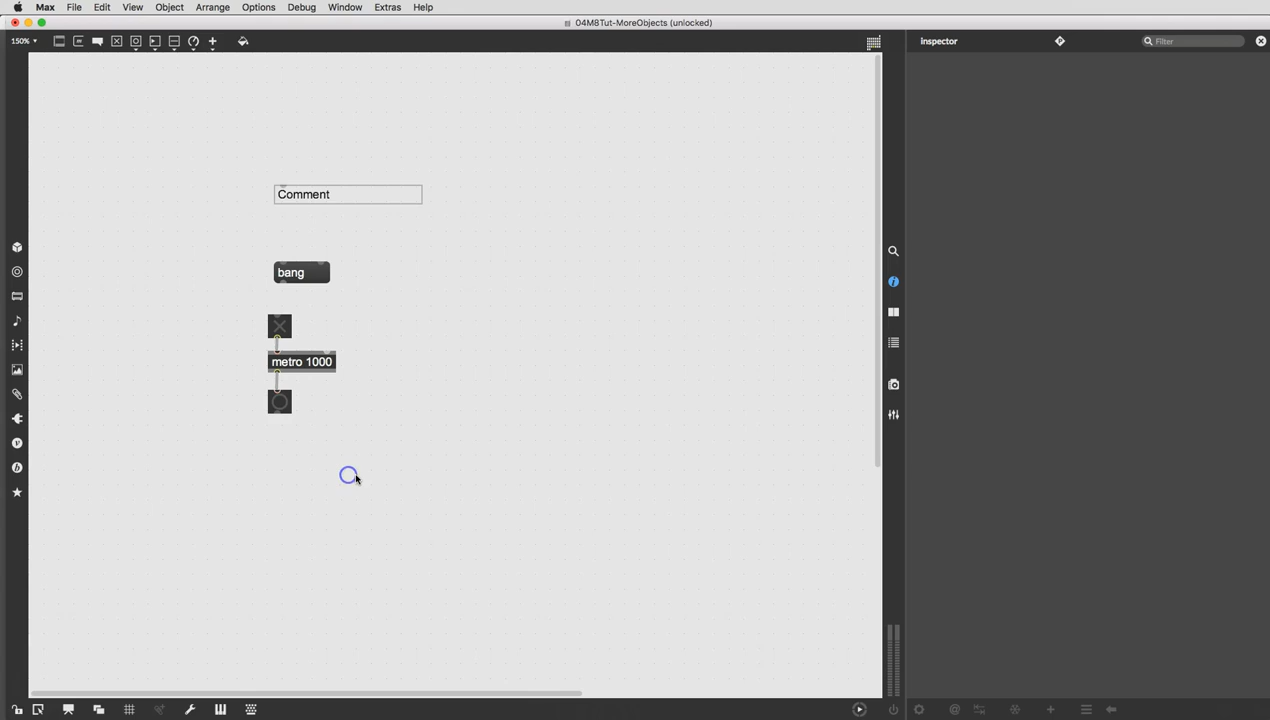 Max File Edit View Object Arrange Options Debug Window Extras Help
04M8Tut-MoreObjects (unlocked)
150%
inspector
Filter
Comment
bang
metro 1000